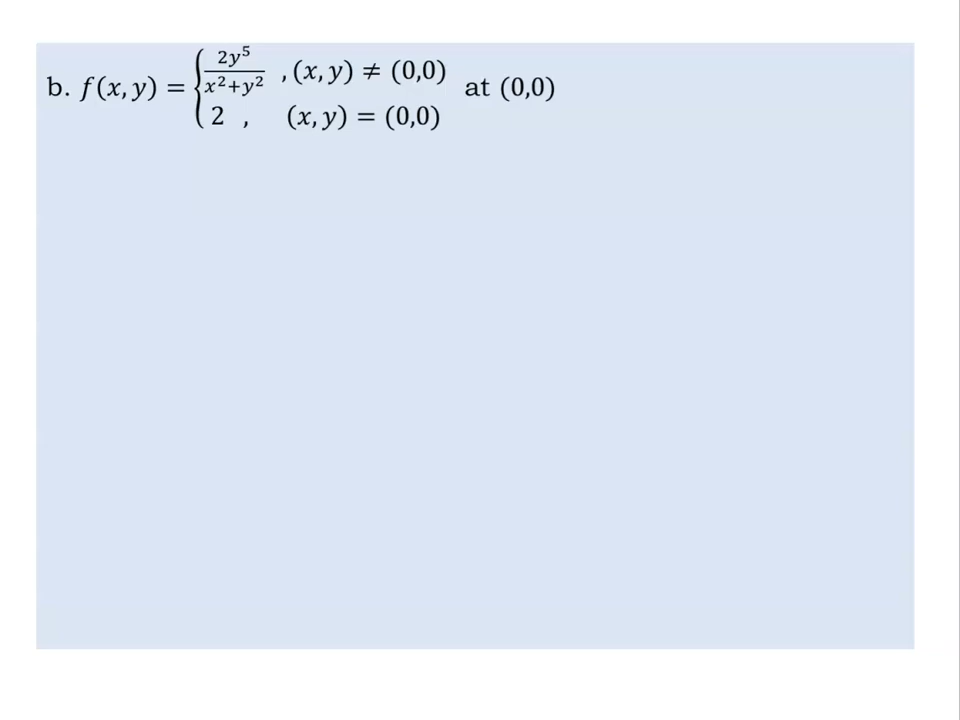 b. f(x, y) = { 2y⁵ / x²+y² , (x, y) ≠ (0,0) at (0,0)
2 , (x, y) = (0,0)